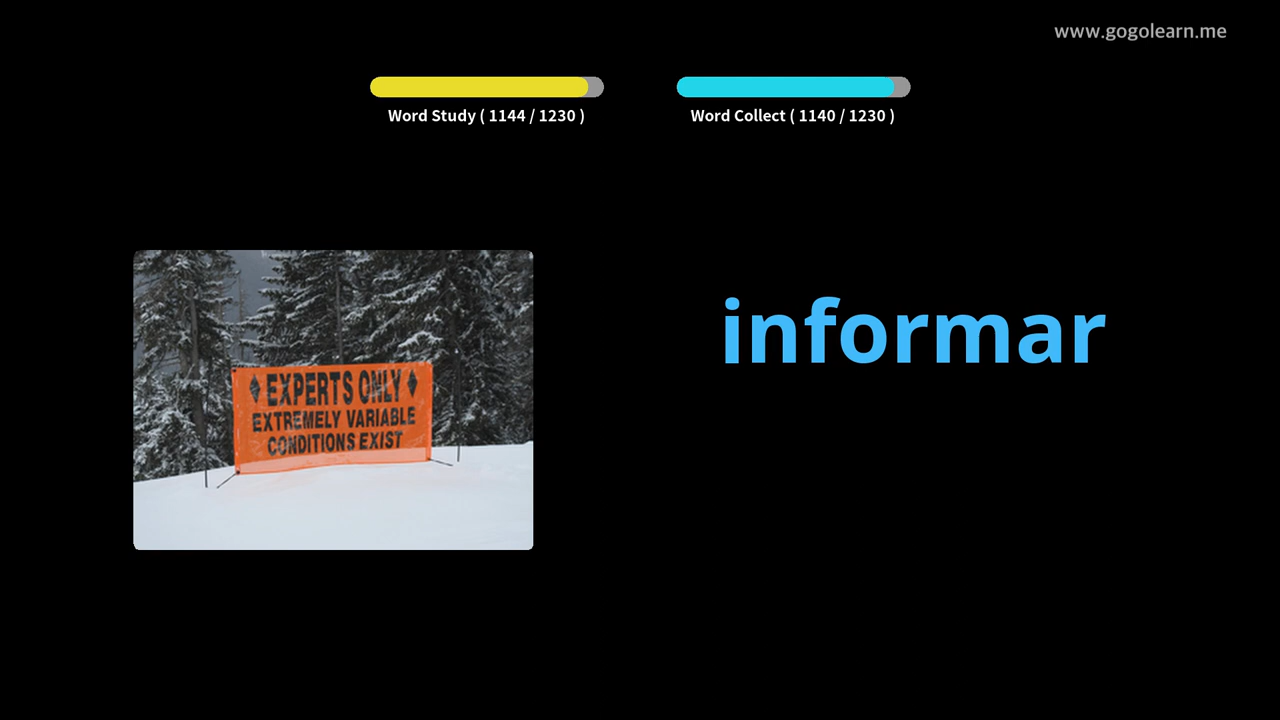 www.gogolearn.me
Word Study ( 1144 / 1230 )
Word Collect ( 1140 / 1230 )
EXPERTS ONLY
EXTREMELY VARIABLE
CONDITIONS EXIST
informar